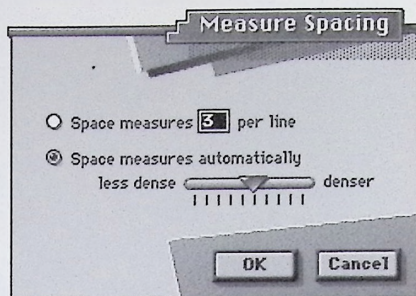 Measure Spacing
Space measures 3 per line
Space measures automatically
less dense denser
OK Cancel